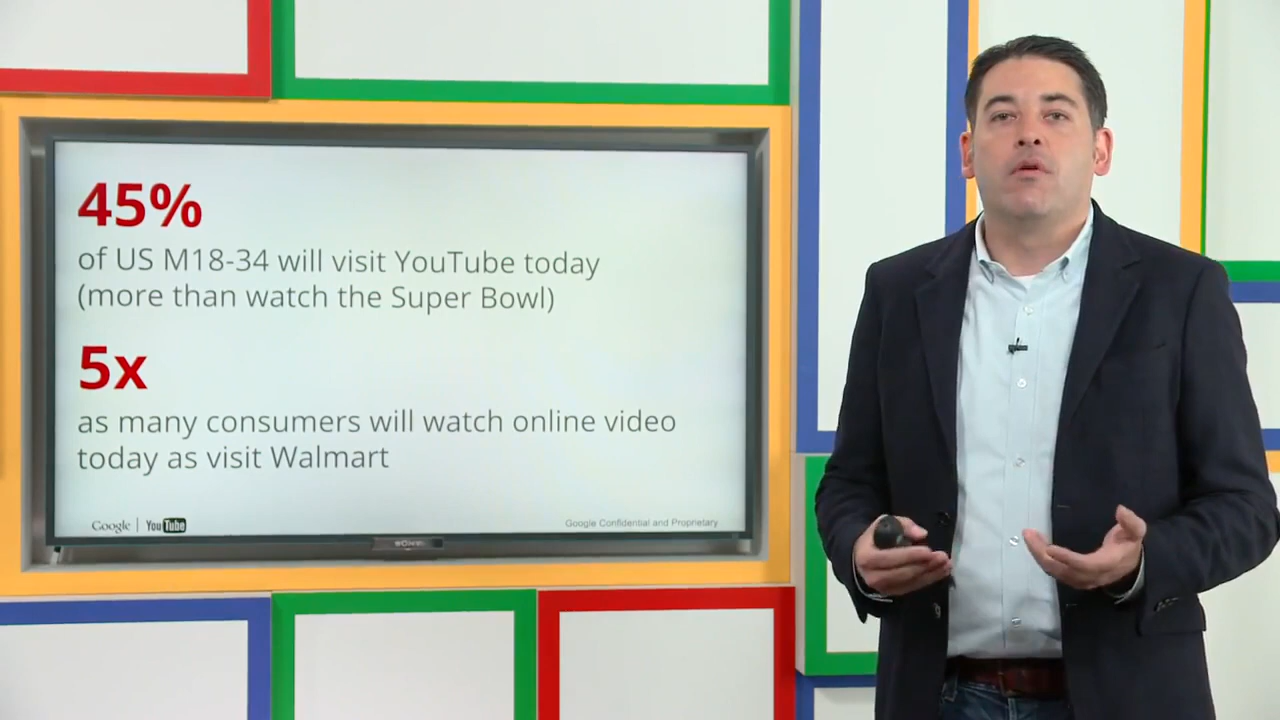 45%
of US M18-34 will visit YouTube today
(more than watch the Super Bowl)
5x
as many consumers will watch online video
today as visit Walmart
Google | YouTube
Google Confidential and Proprietary
SONY